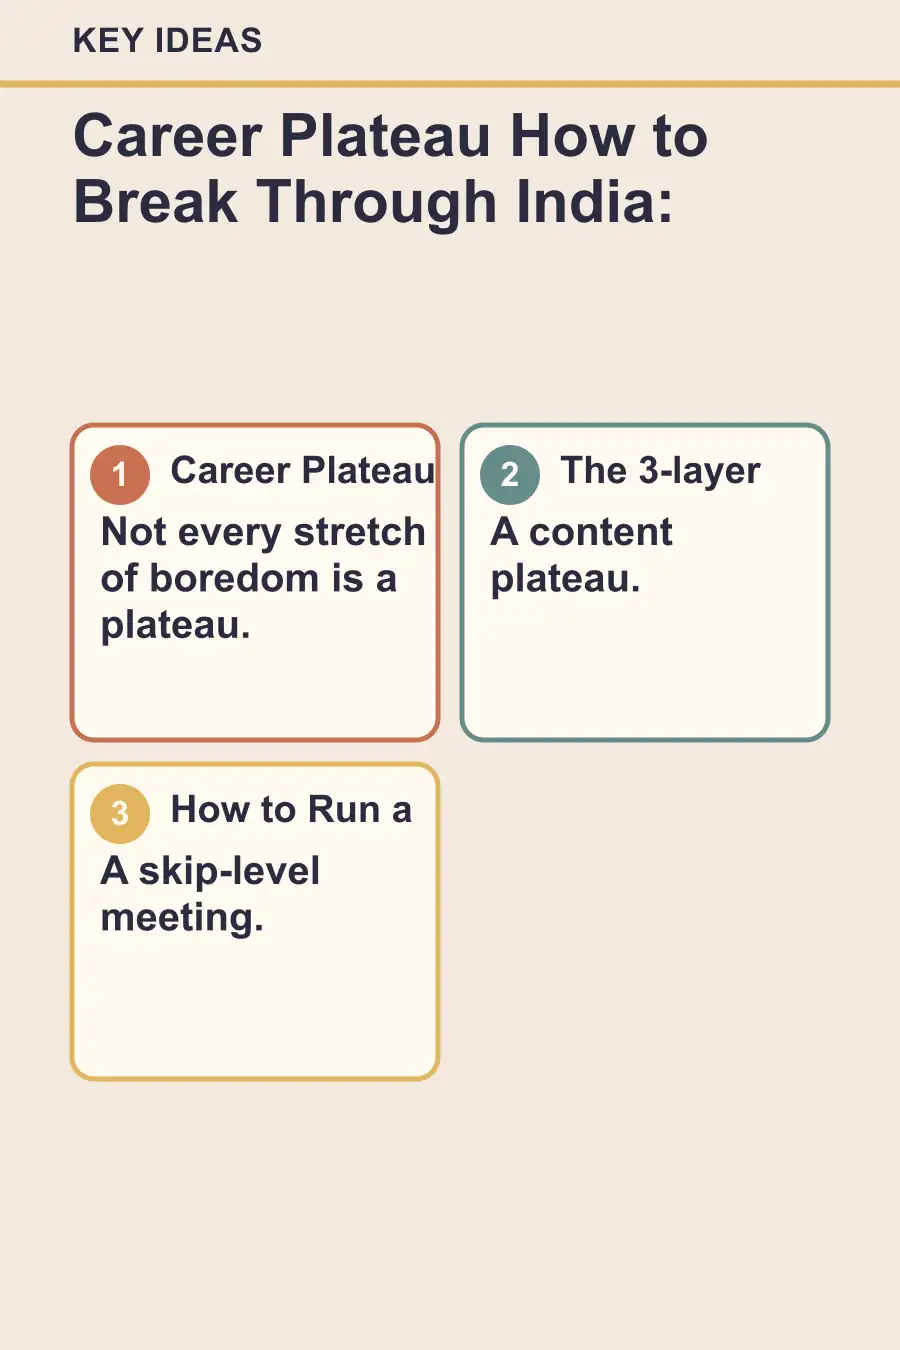 KEY IDEAS
Career Plateau How to
Break Through India:
1 Career Plateau
Not every stretch
of boredom is a
plateau.
2 The 3-layer
A content
plateau.
3 How to Run a
A skip-level
meeting.